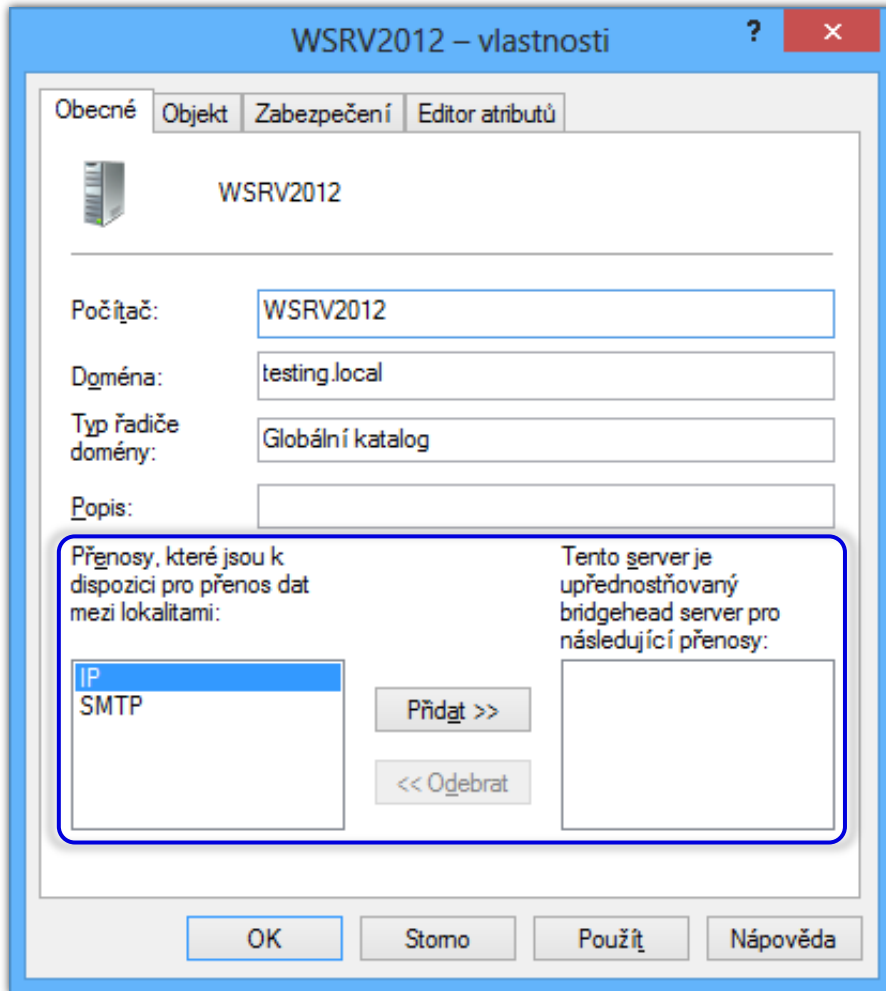 WSRV2012 – vlastnosti
?
Obecné
Objekt
Zabezpečení
Editor atributů
WSRV2012
Počítač:
WSRV2012
Doména:
testing.local
Typ řadiče
domény:
Globální katalog
Popis:
Přenosy, které jsou k
dispozici pro přenos dat
mezi lokalitami:
IP
SMTP
Přidat >>
<< Odebrat
Tento server je
upřednostňovaný
bridgehead server pro
následující přenosy:
OK
Storno
Použít
Nápověda